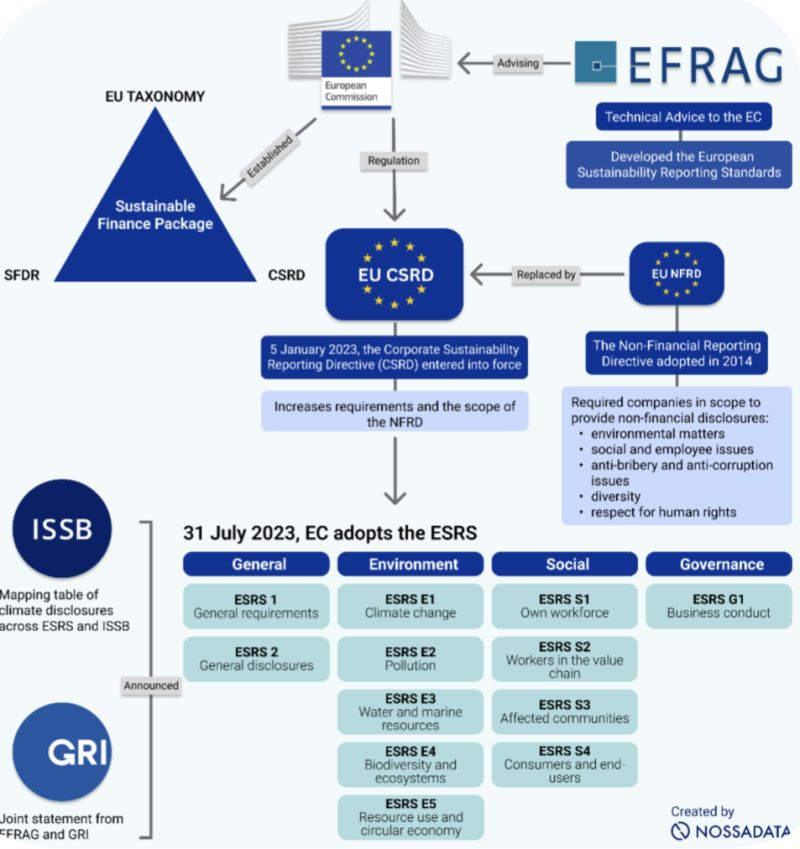 European
Commission
Advising
EFRAG
Technical Advice to the EC
Developed the European
Sustainability Reporting Standards
EU TAXONOMY
Established
Regulation
Sustainable
Finance Package
SFDR
CSRD
EU CSRD
Replaced by
EU NFRD
5 January 2023, the Corporate Sustainability
Reporting Directive (CSRD) entered into force
Increases requirements and the scope of
the NFRD
The Non-Financial Reporting
Directive adopted in 2014
Required companies in scope to
provide non-financial disclosures:
• environmental matters
• social and employee issues
• anti-bribery and anti-corruption
issues
• diversity
• respect for human rights
ISSB
Mapping table of
climate disclosures
across ESRS and ISSB
Announced
GRI
Joint statement from
EFRAG and GRI
31 July 2023, EC adopts the ESRS
General
ESRS 1
General requirements
ESRS 2
General disclosures
Environment
ESRS E1
Climate change
ESRS E2
Pollution
ESRS E3
Water and marine
resources
ESRS E4
Biodiversity and
ecosystems
ESRS E5
Resource use and
circular economy
Social
ESRS S1
Own workforce
ESRS S2
Workers in the value
chain
ESRS S3
Affected communities
ESRS S4
Consumers and end-
users
Governance
ESRS G1
Business conduct
Created by
NOSSADATA